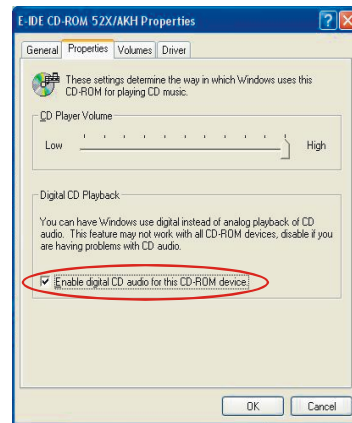 E-IDE CD-ROM 52X/AKH Properties
General Properties Volumes Driver
These settings determine the way in which Windows uses this
CD-ROM for playing CD music.
CD Player Volume
Low High
Digital CD Playback
You can have Windows use digital instead of analog playback of CD
audio. This feature may not work with all CD-ROM devices, disable if you
are having problems with CD audio.
Enable digital CD audio for this CD-ROM device.
OK Cancel